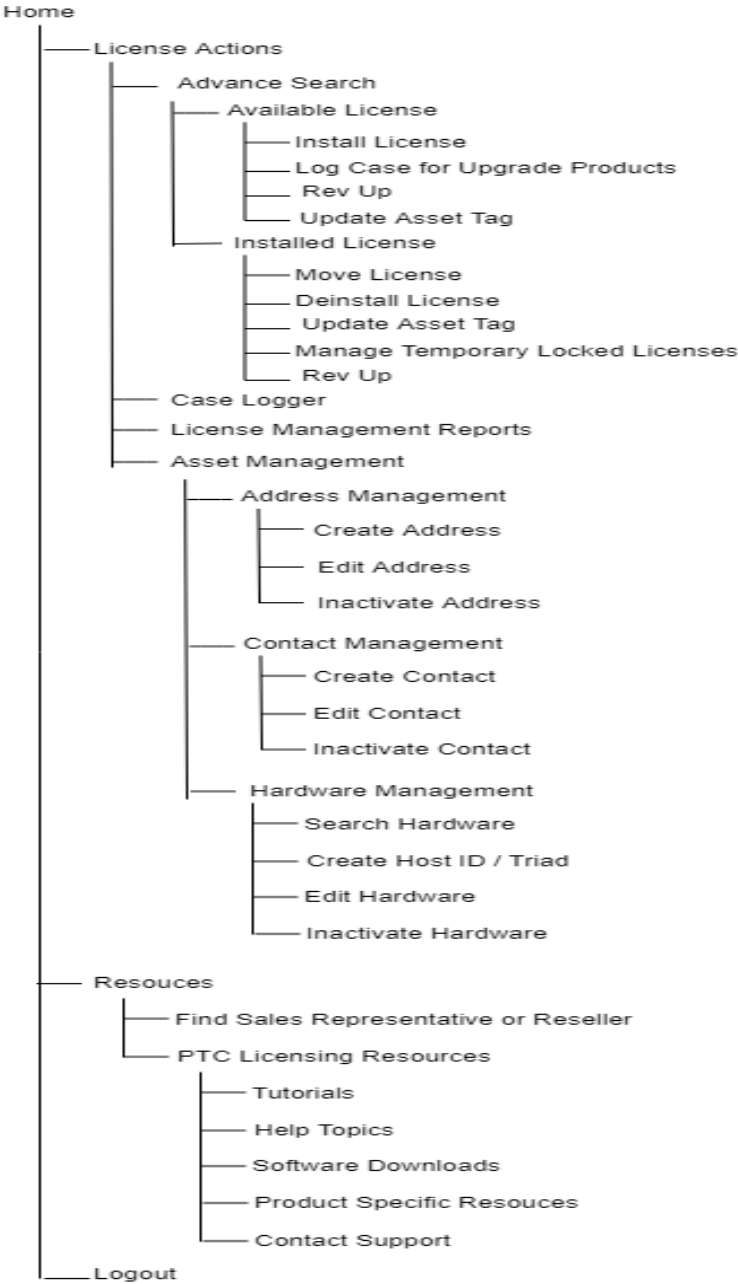 Home
License Actions
Advance Search
Available License
Install License
Log Case for Upgrade Products
Rev Up
Update Asset Tag
Installed License
Move License
Deinstall License
Update Asset Tag
Manage Temporary Locked Licenses
Rev Up
Case Logger
License Management Reports
Asset Management
Address Management
Create Address
Edit Address
Inactivate Address
Contact Management
Create Contact
Edit Contact
Inactivate Contact
Hardware Management
Search Hardware
Create Host ID / Triad
Edit Hardware
Inactivate Hardware
Resouces
Find Sales Representative or Reseller
PTC Licensing Resources
Tutorials
Help Topics
Software Downloads
Product Specific Resouces
Contact Support
Logout